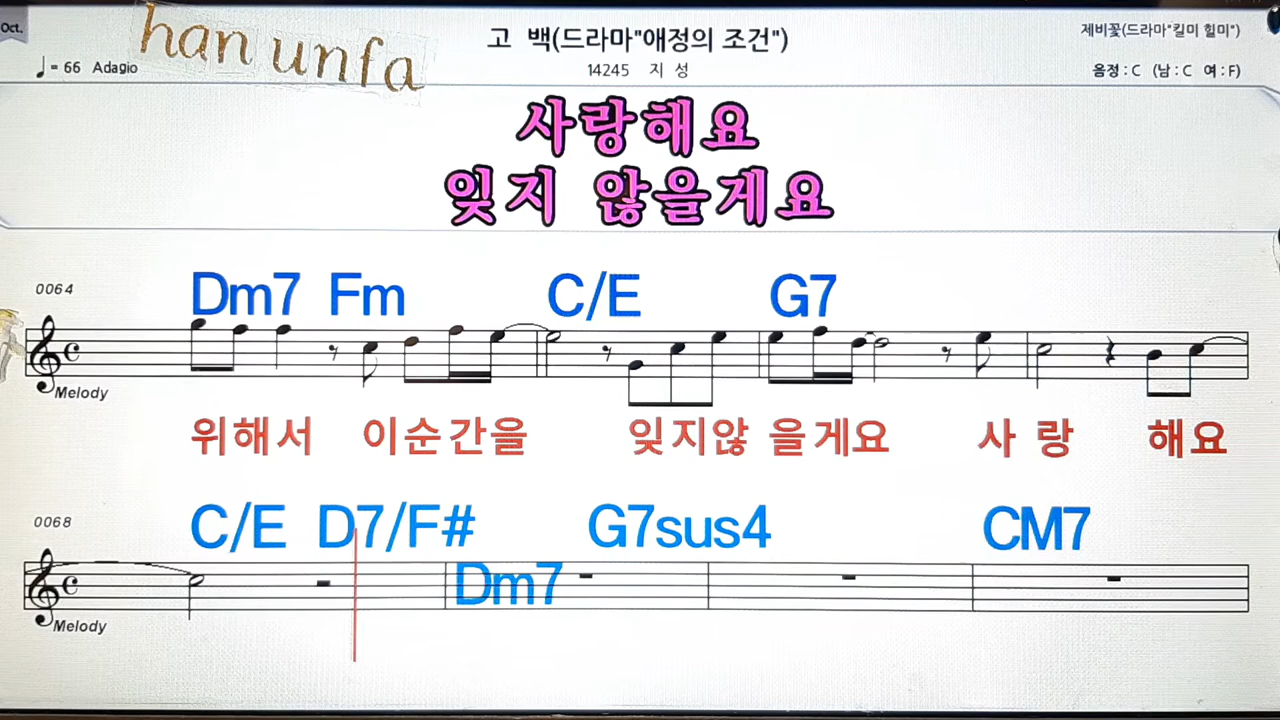 Oct.
han unfa
고 백(드라마"애정의 조건")
제비꽃(드라마"킬미 힐미")
♩= 66 Adagio
14245 지 성
음정 : C (남 : C 여 : F)
사랑해요
잊지 않을게요
0064
Dm7 Fm C/E G7
Melody
위해서 이순간을 잊지않 을게요 사 랑 해요
0068
C/E D7/F# G7sus4 CM7
Dm7
Melody